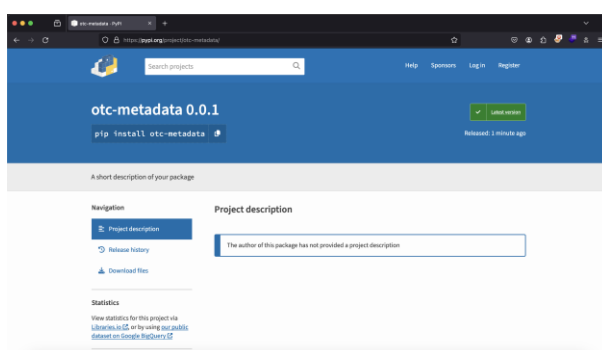 otc-metadata · PyPI
https://pypi.org/project/otc-metadata/
Search projects
Help Sponsors Log in Register
otc-metadata 0.0.1
pip install otc-metadata
Latest version
Released: 1 minute ago
A short description of your package
Navigation
Project description
Release history
Download files
Statistics
View statistics for this project via
Libraries.io, or by using our public
dataset on Google BigQuery
Project description
The author of this package has not provided a project description